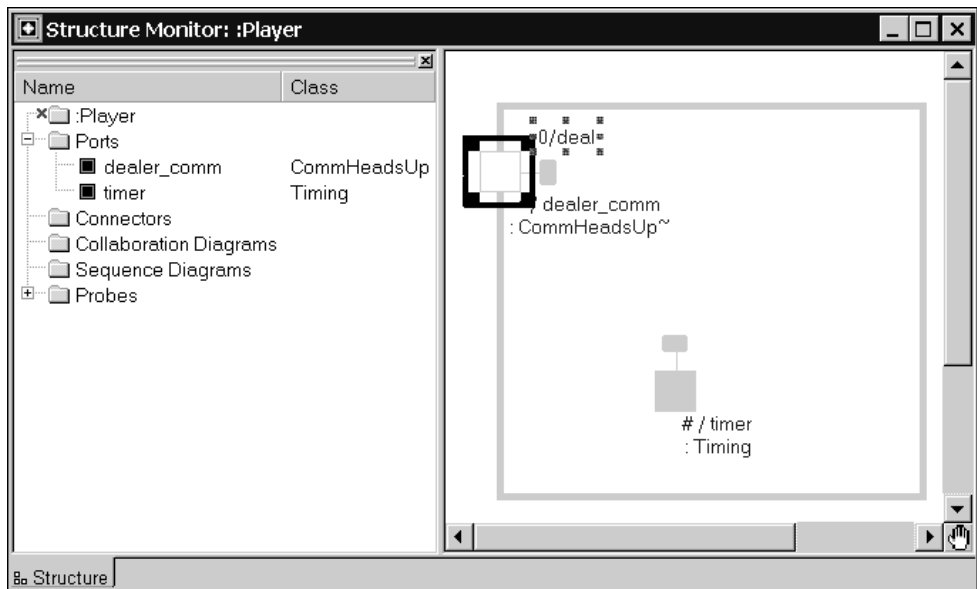 Structure Monitor: :Player
Name Class
:Player
Ports
dealer_comm CommHeadsUp
timer Timing
Connectors
Collaboration Diagrams
Sequence Diagrams
Probes
0/deal
/ dealer_comm
: CommHeadsUp~
# / timer
: Timing
Structure